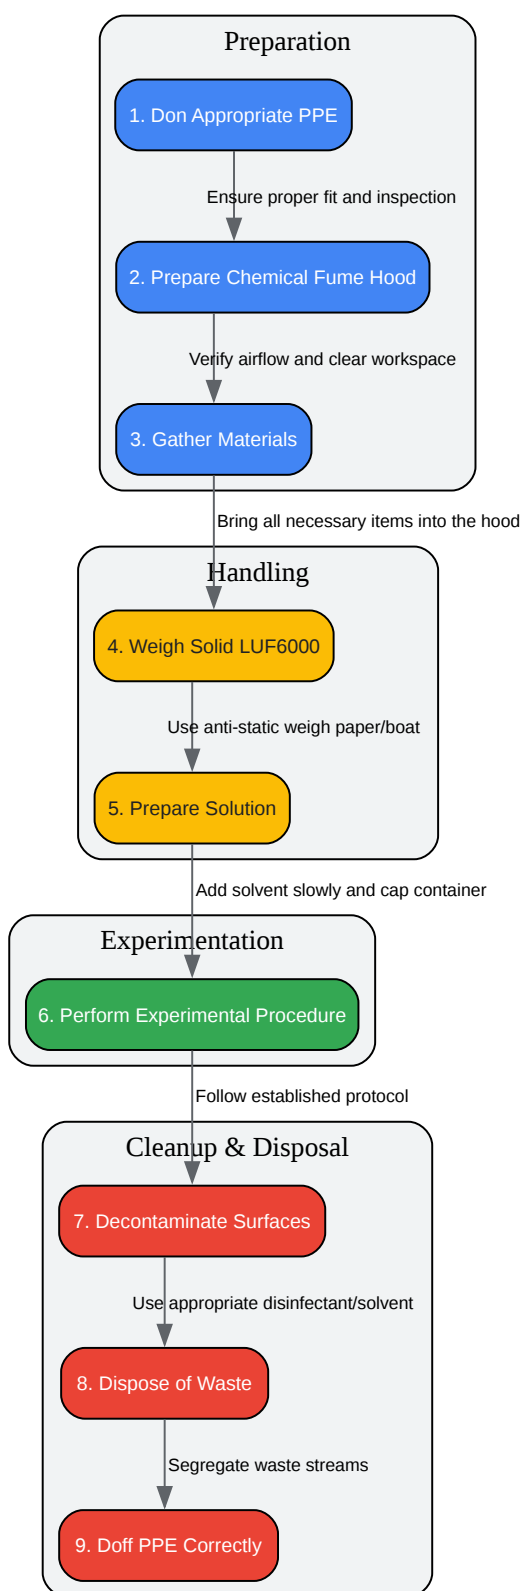 Preparation
1. Don Appropriate PPE
Ensure proper fit and inspection
2. Prepare Chemical Fume Hood
Verify airflow and clear workspace
3. Gather Materials
Bring all necessary items into the hood
Handling
4. Weigh Solid LUF6000
Use anti-static weigh paper/boat
5. Prepare Solution
Add solvent slowly and cap container
Experimentation
6. Perform Experimental Procedure
Follow established protocol
Cleanup & Disposal
7. Decontaminate Surfaces
Use appropriate disinfectant/solvent
8. Dispose of Waste
Segregate waste streams
9. Doff PPE Correctly